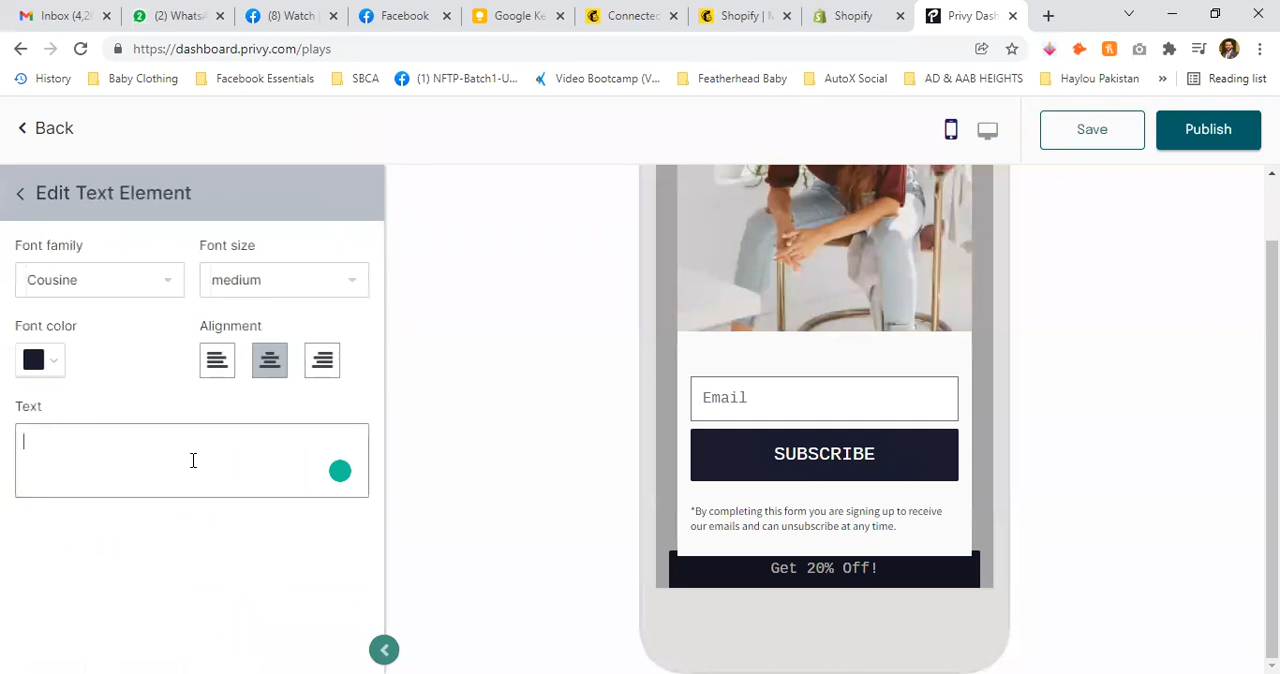 Inbox (4,2
(2) WhatsA
(8) Watch |
Facebook
Google Ke
Connected
Shopify | M
Shopify
Privy Dash
https://dashboard.privy.com/plays
History
Baby Clothing
Facebook Essentials
SBCA
(1) NFTP-Batch1-U...
Video Bootcamp (V...
Featherhead Baby
AutoX Social
AD & AAB HEIGHTS
Haylou Pakistan
»
Reading list
Back
Save
Publish
Edit Text Element
Font family
Font size
Cousine
medium
Font color
Alignment
Text
Email
SUBSCRIBE
*By completing this form you are signing up to receive
our emails and can unsubscribe at any time.
Get 20% Off!